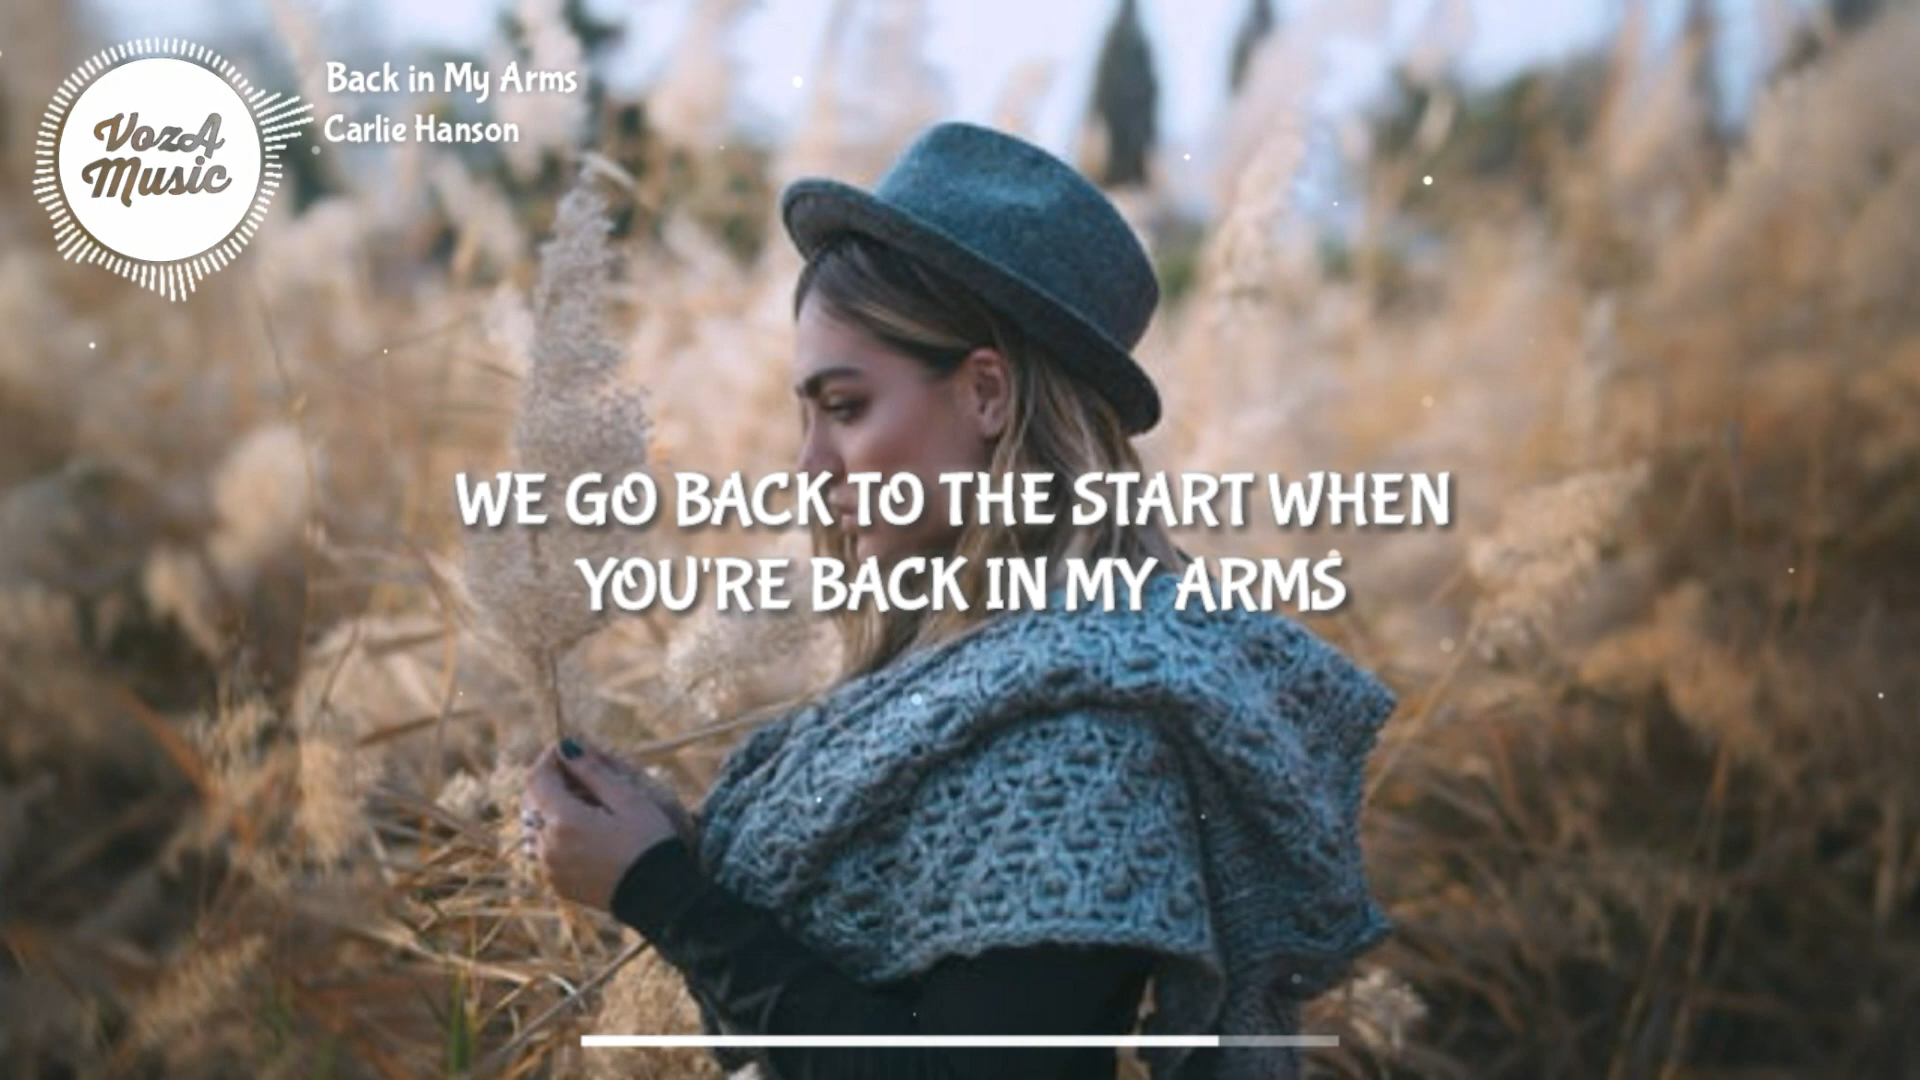 VozA
Music
Back in My Arms
Carlie Hanson
WE GO BACK TO THE START WHEN
YOU'RE BACK IN MY ARMS